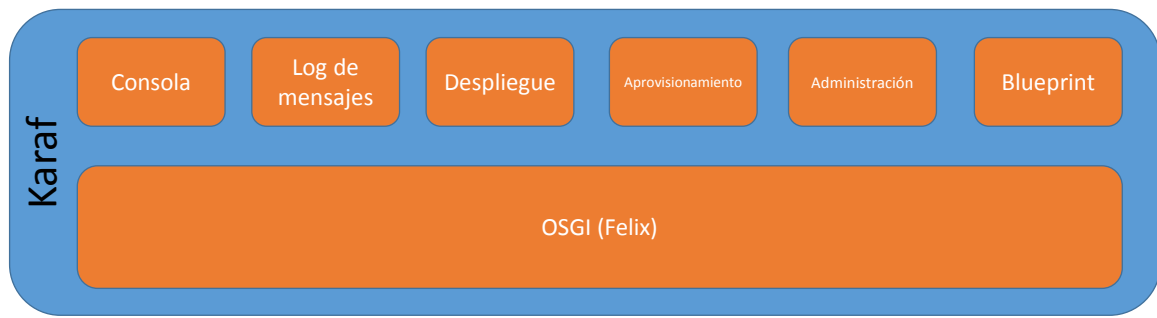 Karaf
Consola
Log de
mensajes
Despliegue
Aprovisionamiento
Administración
Blueprint
OSGI (Felix)